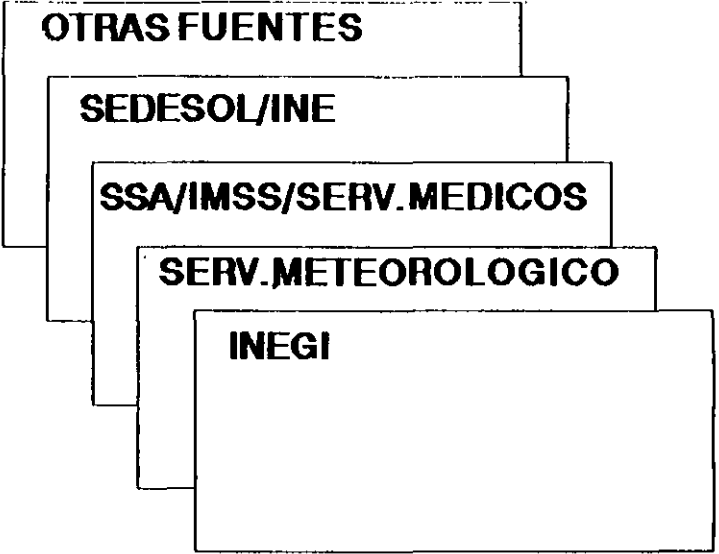 OTRAS FUENTES
SEDESOL/INE
SSA/IMSS/SERV. MEDICOS
SERV. METEOROLOGICO
INEGI